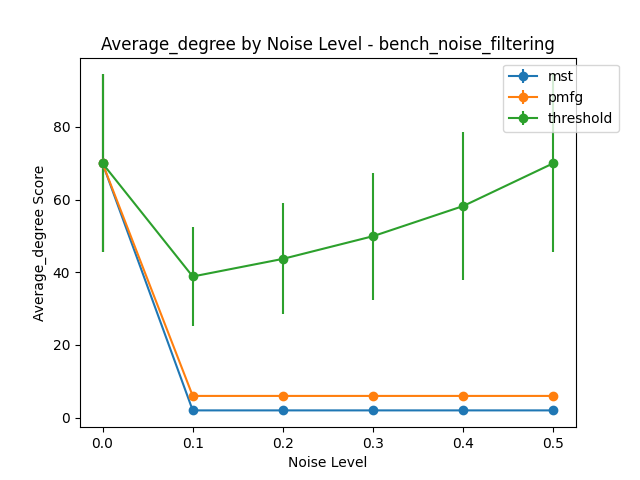 Average_degree by Noise Level - bench_noise_filtering
mst
pmfg
threshold
Average_degree Score
80
60
40
20
0
0.0 0.1 0.2 0.3 0.4 0.5
Noise Level